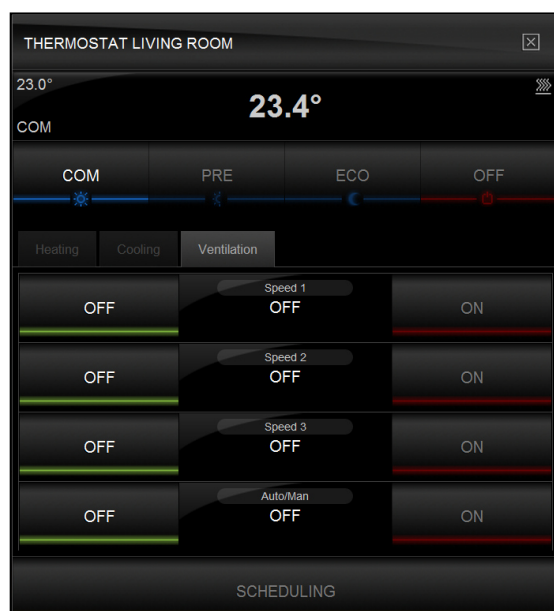 THERMOSTAT LIVING ROOM
23.0°
23.4°
COM
COM PRE ECO OFF
Heating Cooling Ventilation
Speed 1
OFF OFF ON
Speed 2
OFF OFF ON
Speed 3
OFF OFF ON
Auto/Man
OFF OFF ON
SCHEDULING